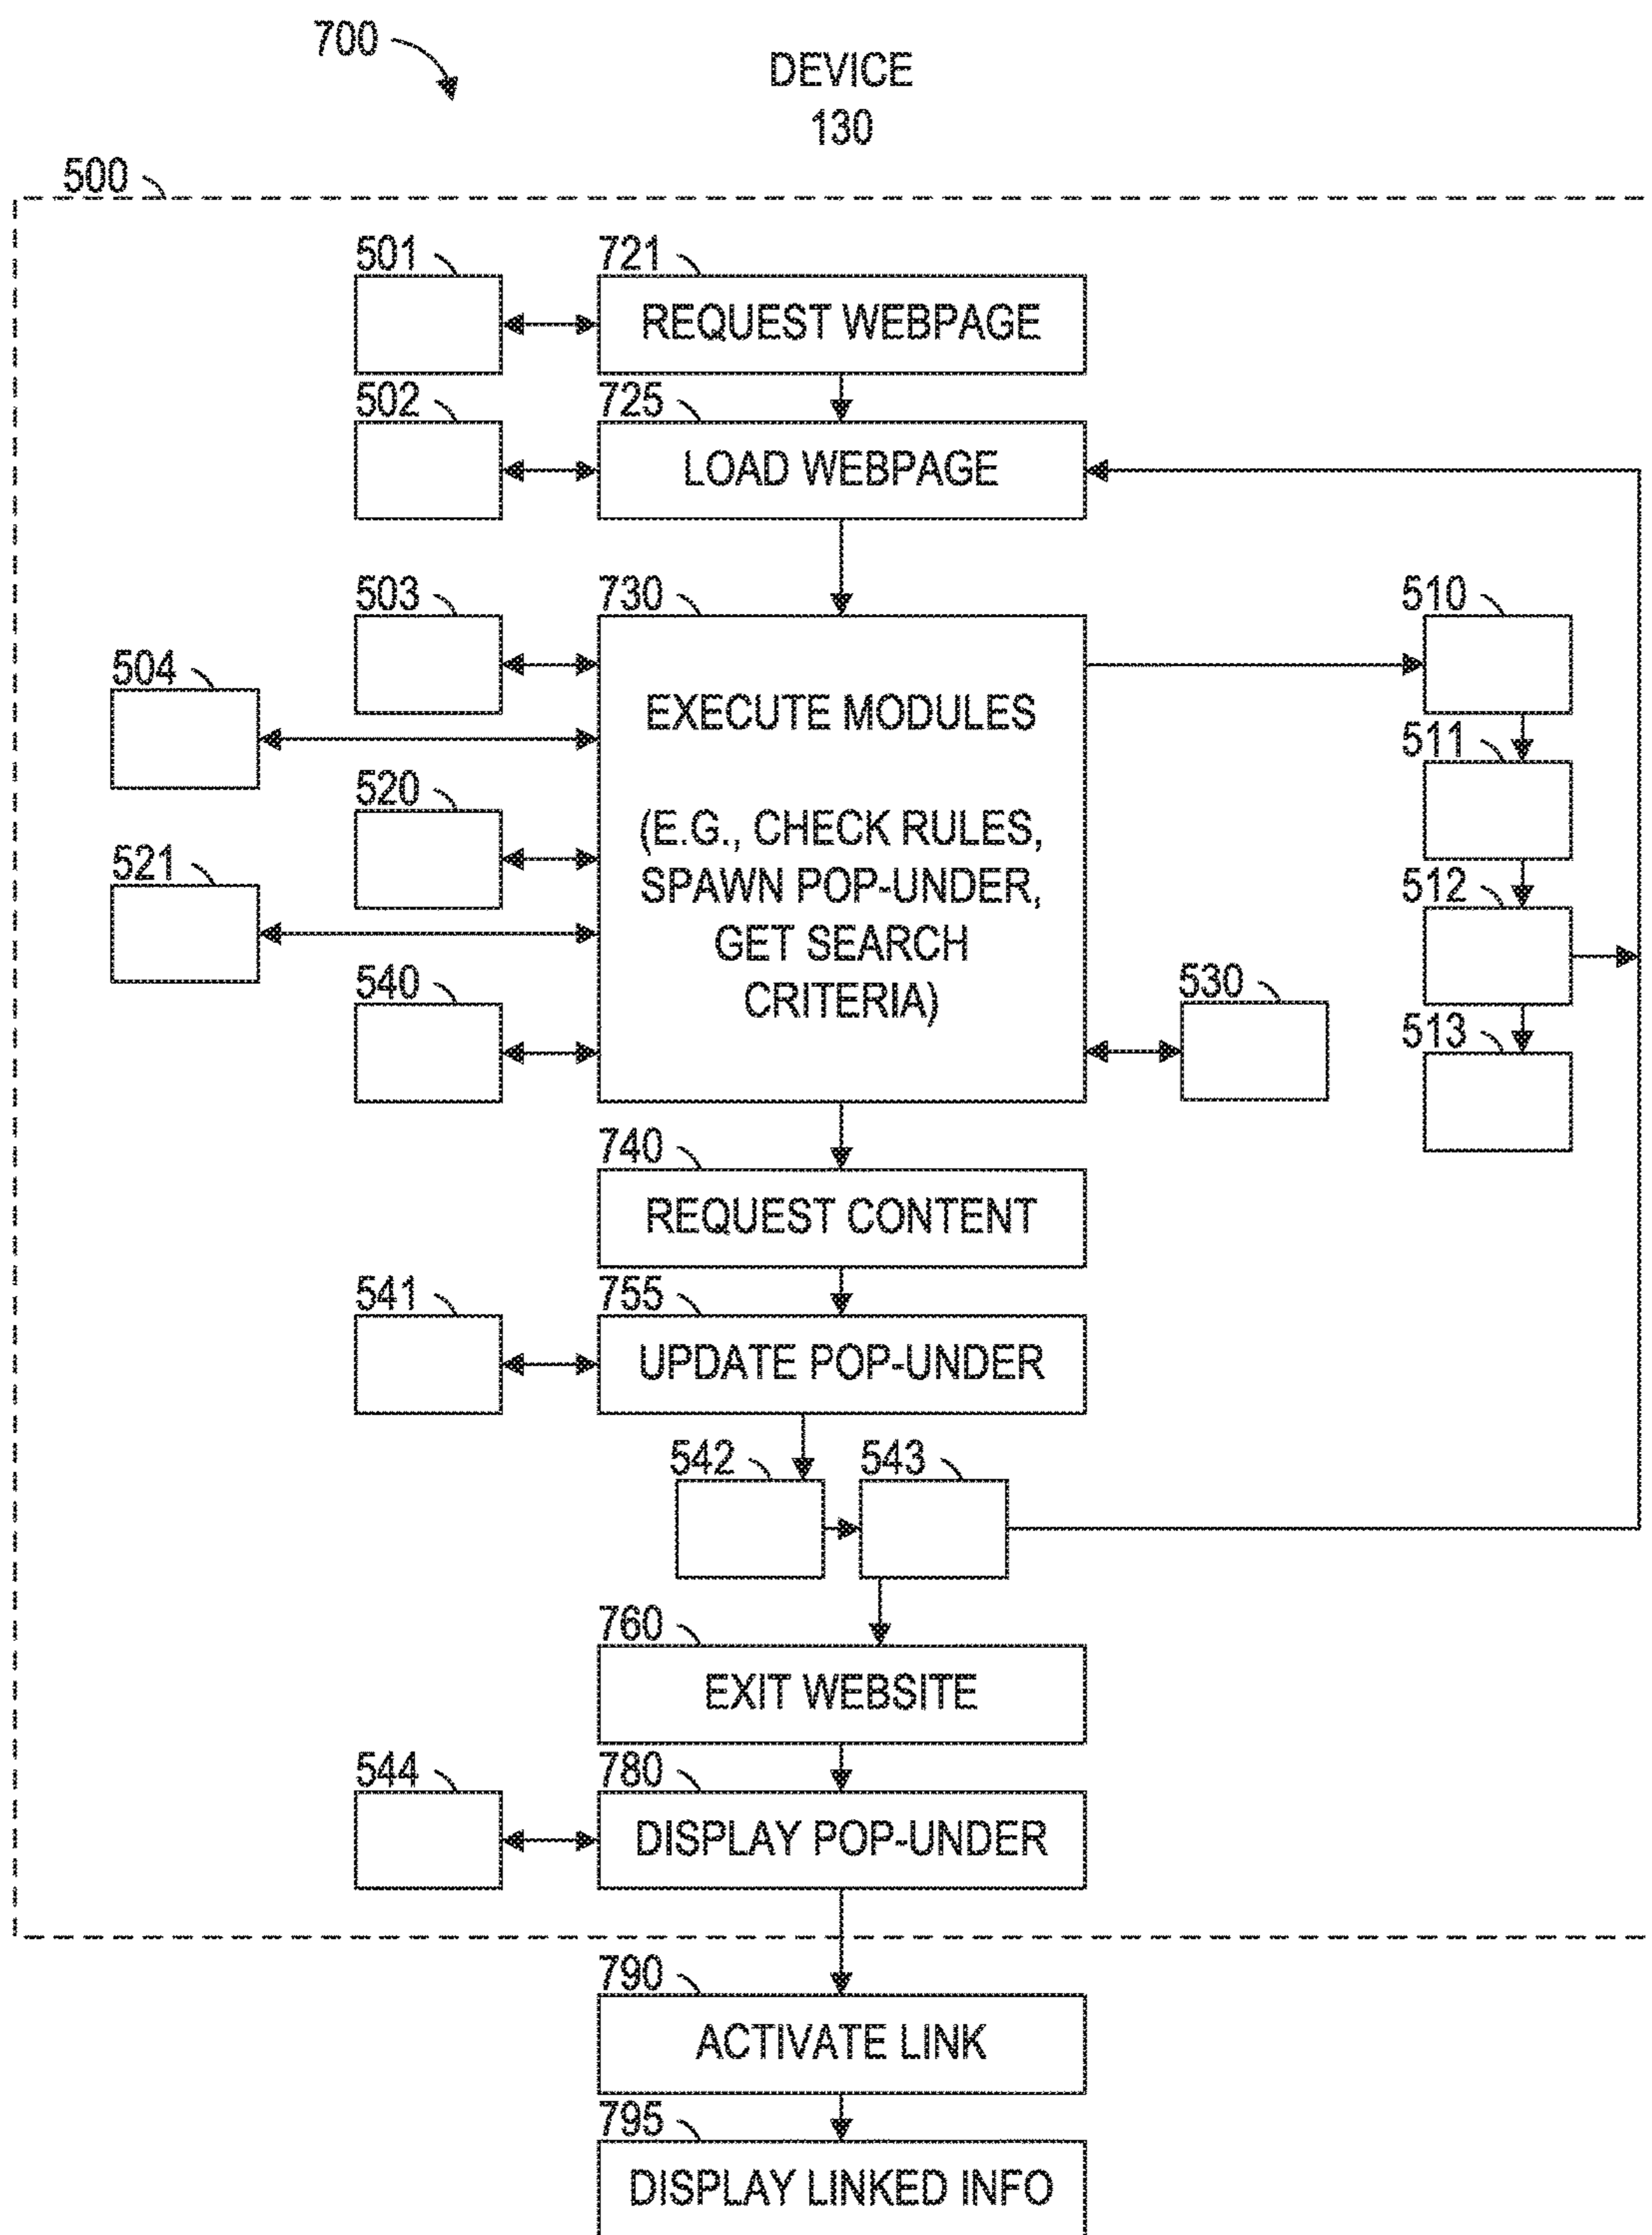 700
DEVICE
130
500
501
721
REQUEST WEBPAGE
502
725
LOAD WEBPAGE
503
730
510
504
EXECUTE MODULES
511
520
(E.G., CHECK RULES,
521
SPAWN POP-UNDER,
512
GET SEARCH
540
530
CRITERIA)
513
740
REQUEST CONTENT
541
755
UPDATE POP-UNDER
542
543
760
EXIT WEBSITE
544
780
DISPLAY POP-UNDER
790
ACTIVATE LINK
795
DISPLAY LINKED INFO